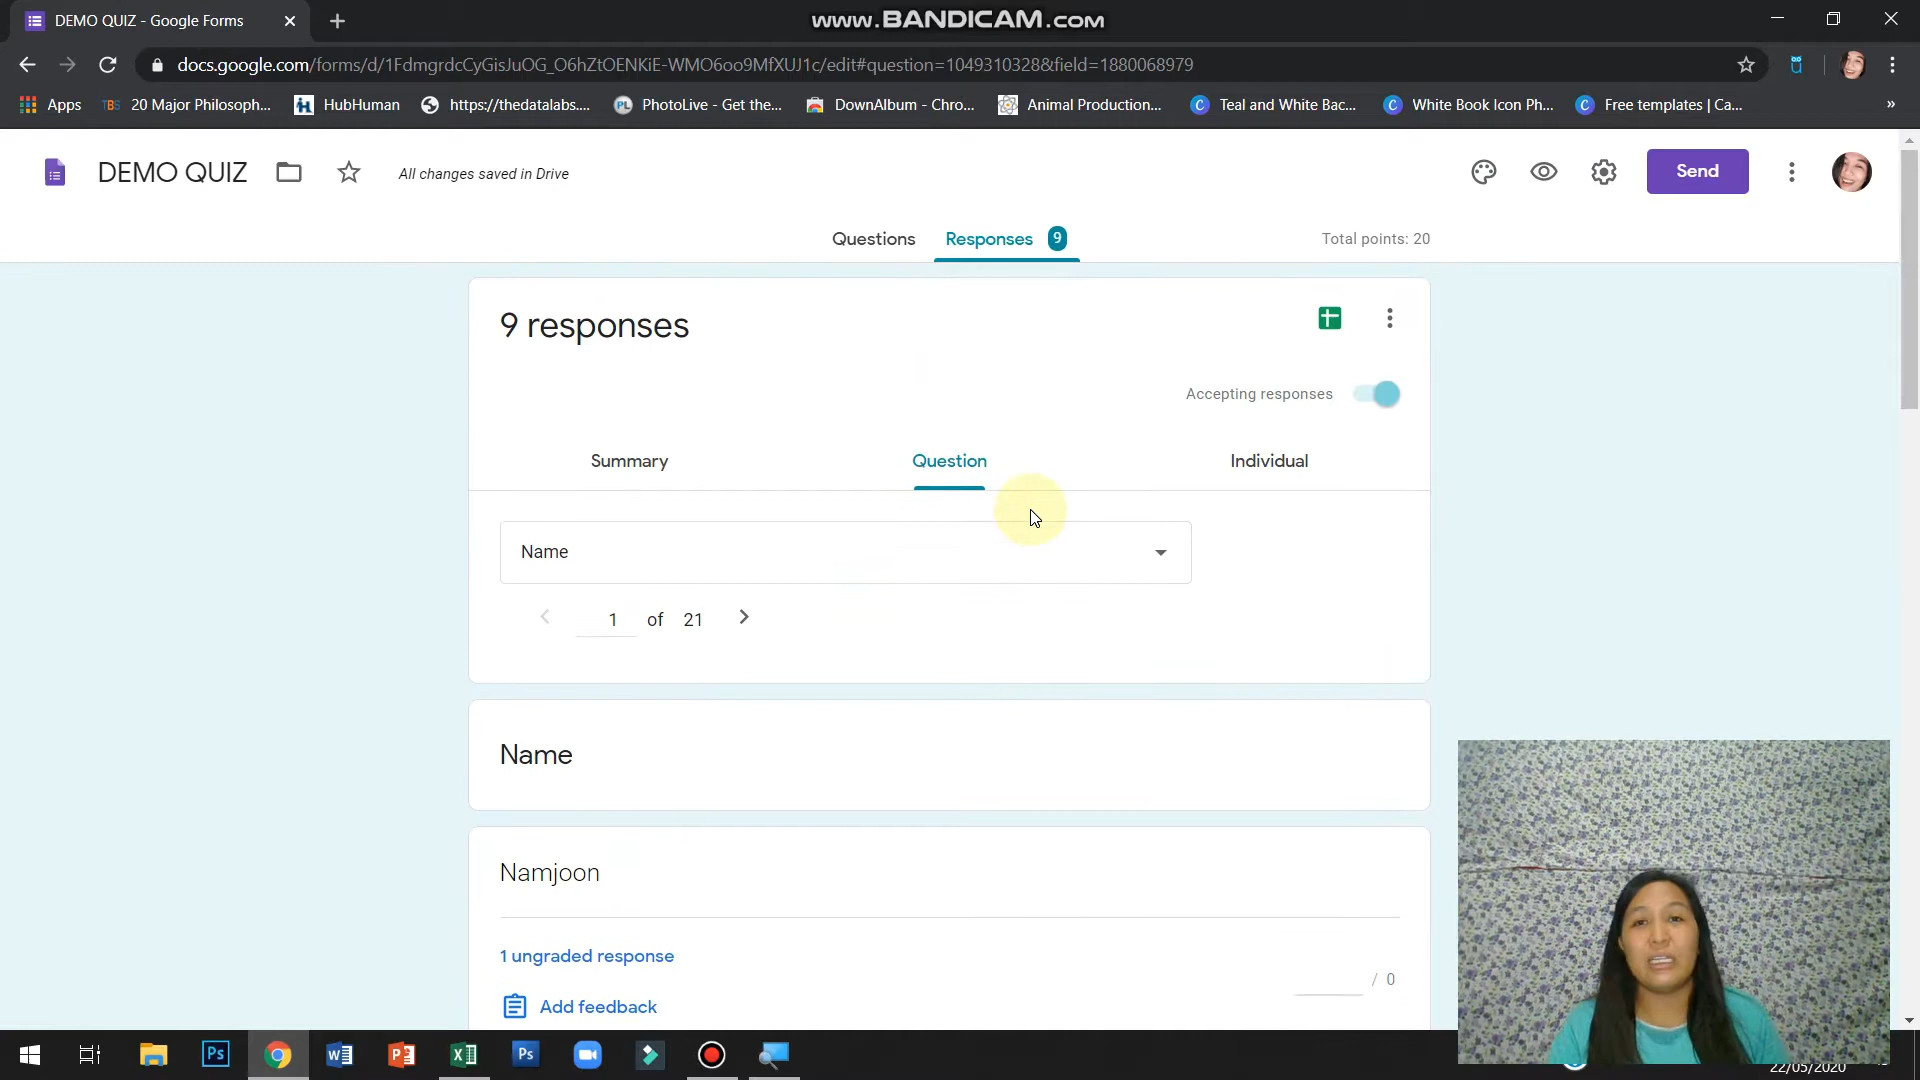 DEMO QUIZ - Google Forms
www.BANDICAM.com
docs.google.com/forms/d/1FdmgrdcCyGisJuOG_O6hZtOENKiE-WMO6oo9MfXUJ1c/edit#question=1049310328&field=1880068979
Apps
TBS 20 Major Philosoph...
HubHuman
https://thedatalabs....
PL PhotoLive - Get the...
DownAlbum - Chro...
Animal Production...
C Teal and White Bac...
C White Book Icon Ph...
C Free templates | Ca...
»
DEMO QUIZ
All changes saved in Drive
Send
Questions
Responses 9
Total points: 20
9 responses
Accepting responses
Summary
Question
Individual
Name
1 of 21
Name
Namjoon
1 ungraded response
/ 0
Add feedback
Ps
Ps
22/05/2020